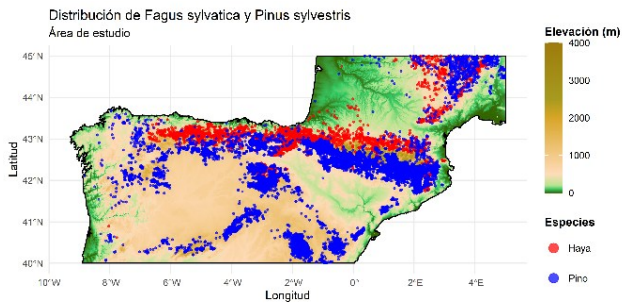 Distribución de Fagus sylvatica y Pinus sylvestris
Área de estudio
Elevación (m)
4000
3000
2000
1000
0
Especies
Haya
Pino
Latitud
45°N
44°N
43°N
42°N
41°N
40°N
10°W
8°W
6°W
4°W
2°W
0°
2°E
4°E
Longitud